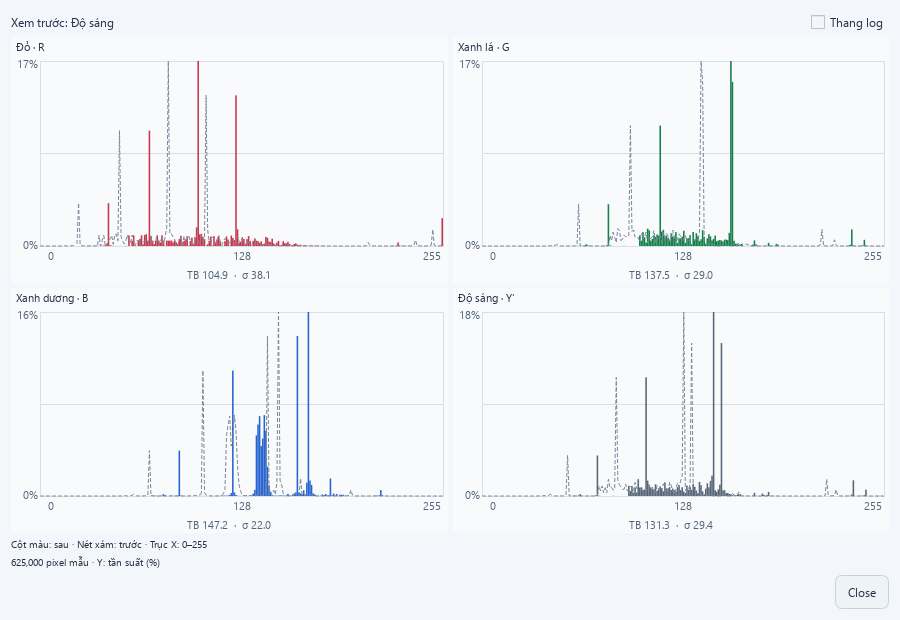 Xem trước: Độ sáng
Thang log
Đỏ · R
17%
0%
0 128 255
TB 104.9 · σ 38.1
Xanh lá · G
17%
0%
0 128 255
TB 137.5 · σ 29.0
Xanh dương · B
16%
0%
0 128 255
TB 147.2 · σ 22.0
Độ sáng · Y'
18%
0%
0 128 255
TB 131.3 · σ 29.4
Cột màu: sau · Nét xám: trước · Trục X: 0–255
625,000 pixel mẫu · Y: tần suất (%)
Close